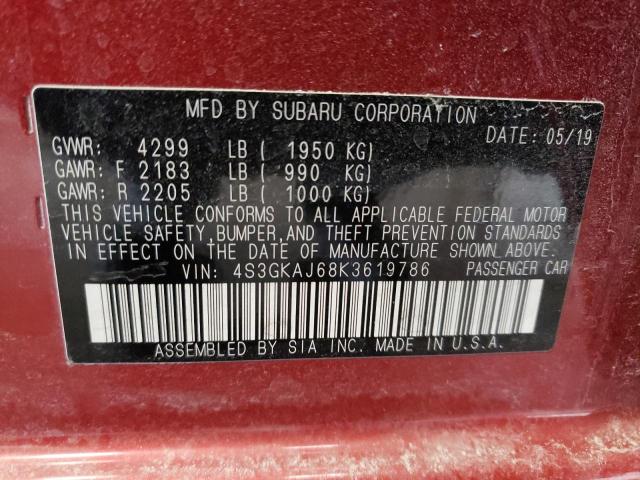 MFD BY SUBARU CORPORATION
DATE: 05/19
GVWR: 4299 LB ( 1950 KG)
GAWR: F 2183 LB ( 990 KG)
GAWR: R 2205 LB ( 1000 KG)
THIS VEHICLE CONFORMS TO ALL APPLICABLE FEDERAL MOTOR
VEHICLE SAFETY,BUMPER,AND THEFT PREVENTION STANDARDS
IN EFFECT ON THE DATE OF MANUFACTURE SHOWN ABOVE.
VIN: 4S3GKAJ68K3619786 PASSENGER CAR
ASSEMBLED BY SIA INC. MADE IN U.S.A.